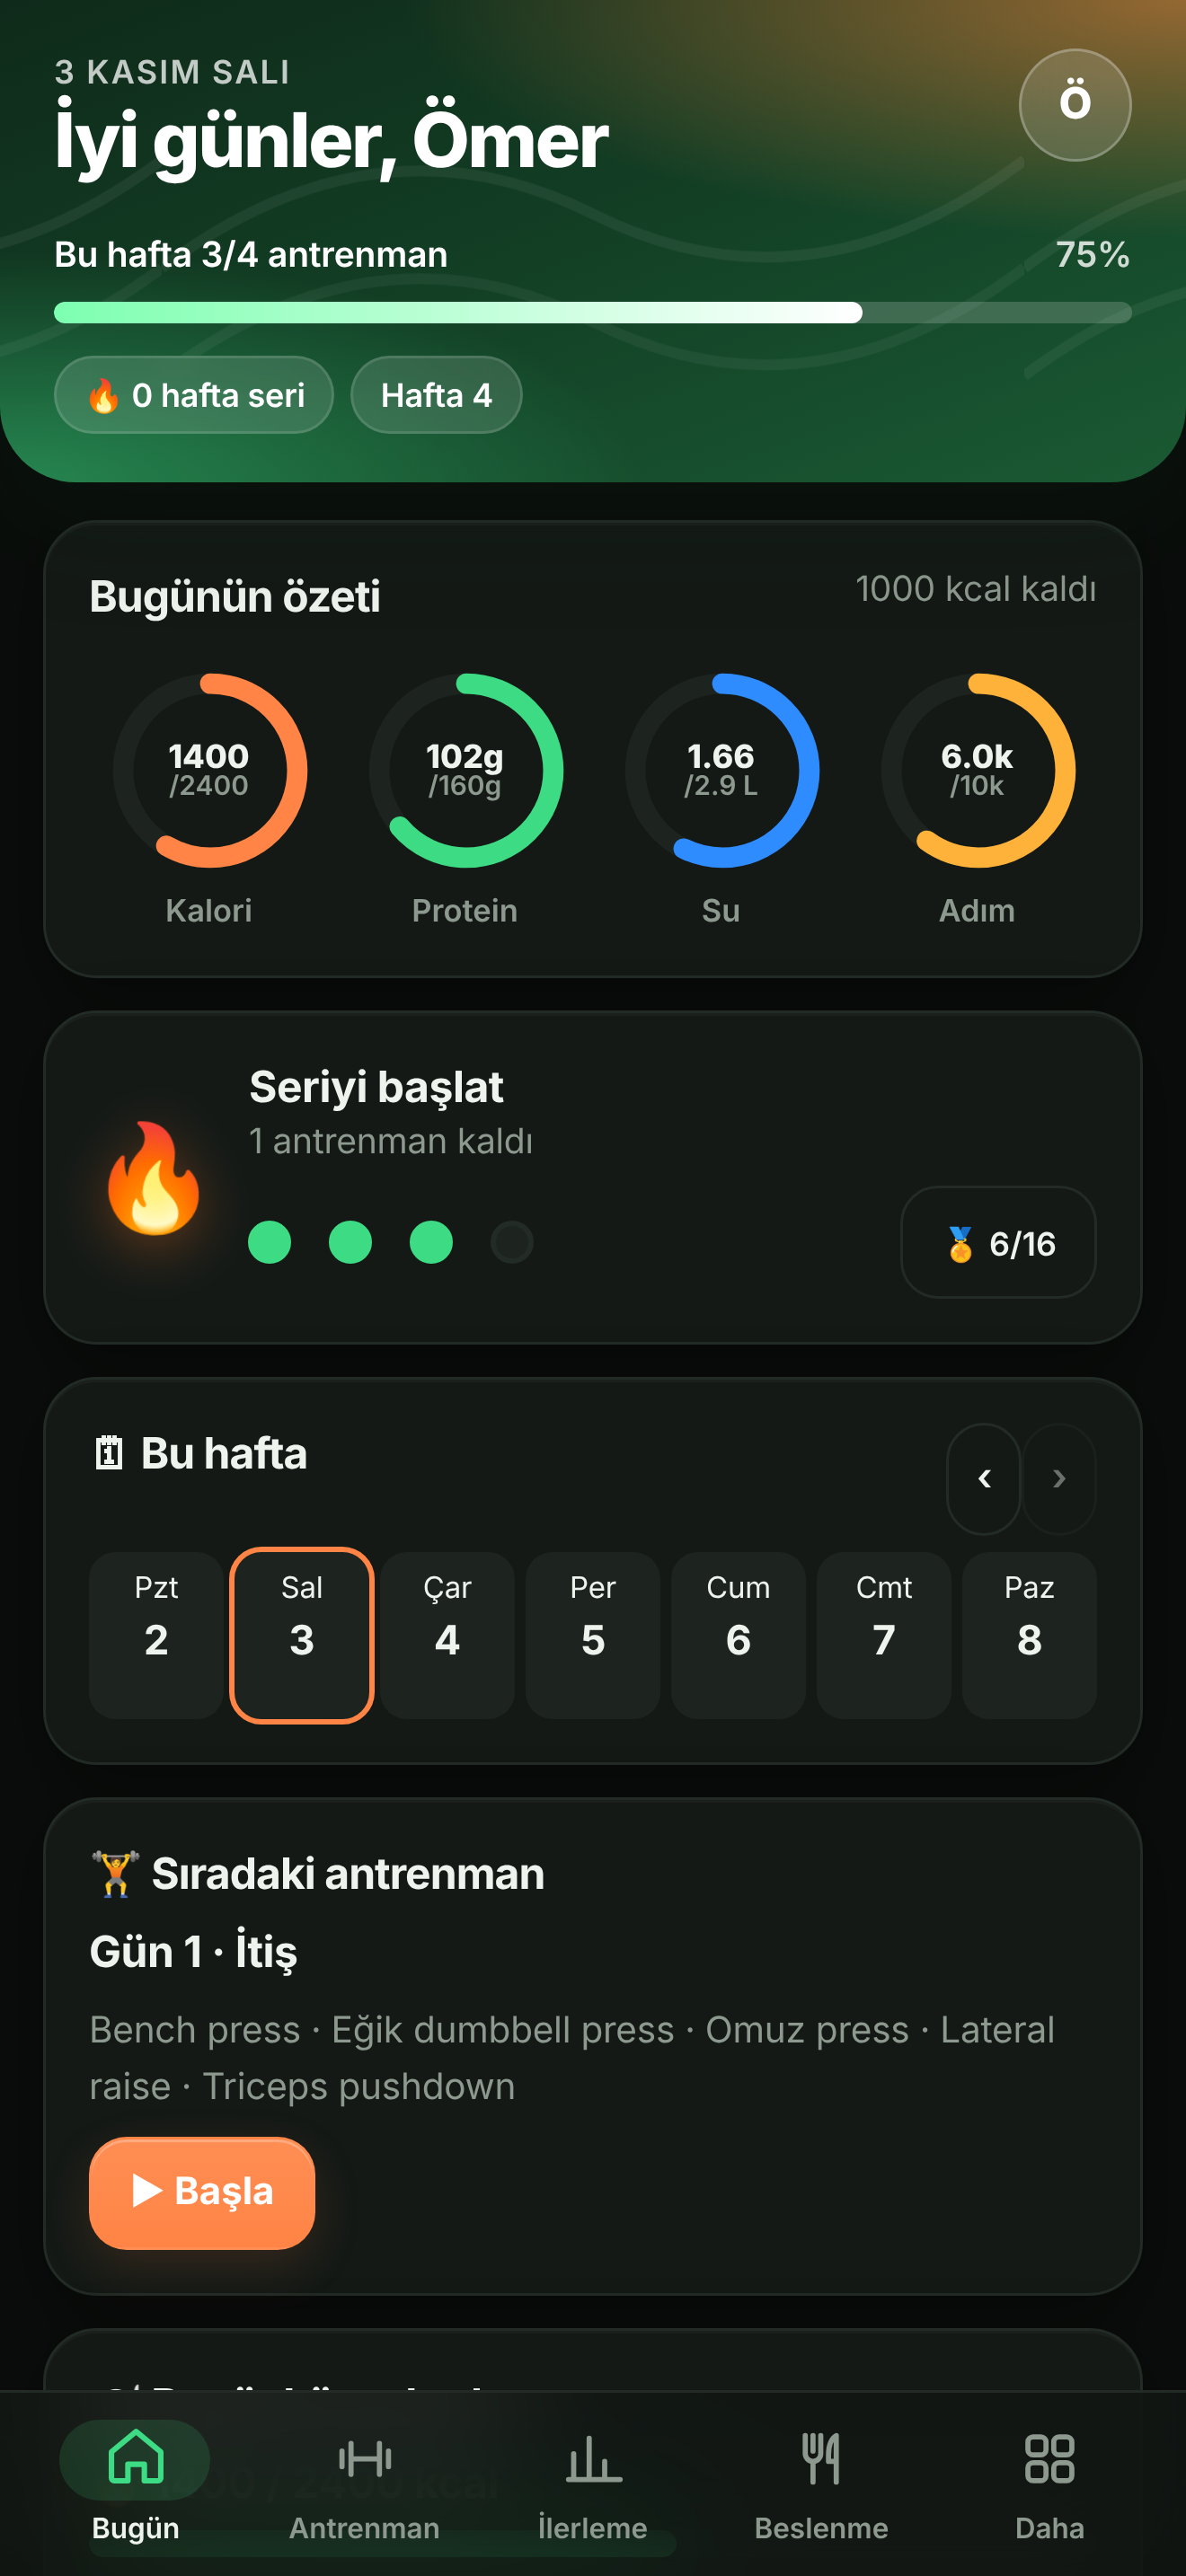 3 KASIM SALI
İyi günler, Ömer
Ö
Bu hafta 3/4 antrenman
75%
🔥 0 hafta seri
Hafta 4
Bugünün özeti
1000 kcal kaldı
1400
/2400
102g
/160g
1.66
/2.9 L
6.0k
/10k
Kalori
Protein
Su
Adım
Seriyi başlat
1 antrenman kaldı
🏅 6/16
Bu hafta
‹
›
Pzt
2
Sal
3
Çar
4
Per
5
Cum
6
Cmt
7
Paz
8
🏋️ Sıradaki antrenman
Gün 1 · İtiş
Bench press · Eğik dumbbell press · Omuz press · Lateral
raise · Triceps pushdown
▶ Başla
/ 2400 kcal
Bugün
Antrenman
İlerleme
Beslenme
Daha